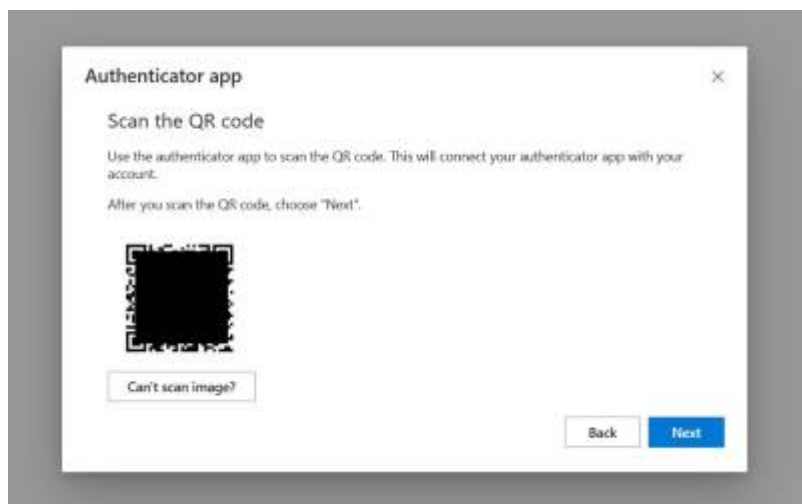 Authenticator app
Scan the QR code
Use the authenticator app to scan the QR code. This will connect your authenticator app with your
account.
After you scan the QR code, choose "Next".
Can't scan image?
Back
Next